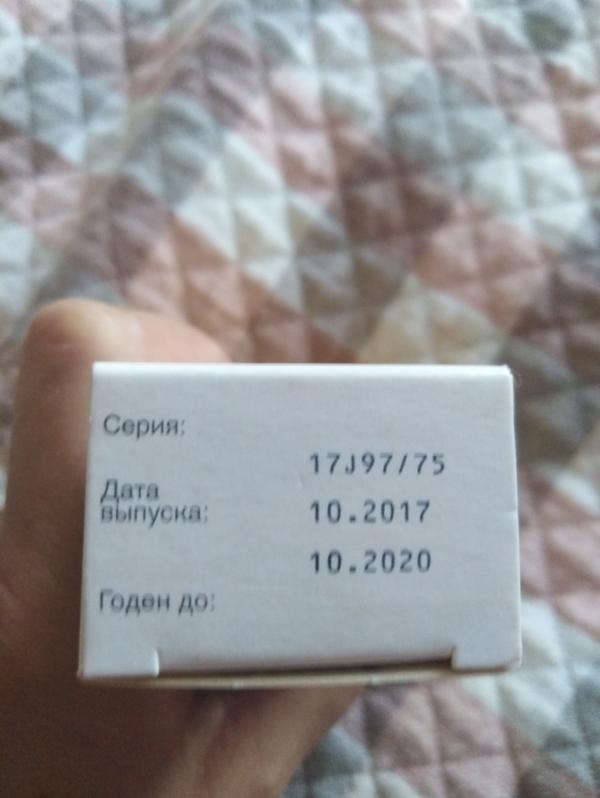 Серия:
17J97/75
Дата
выпуска:
10.2017
10.2020
Годен до: